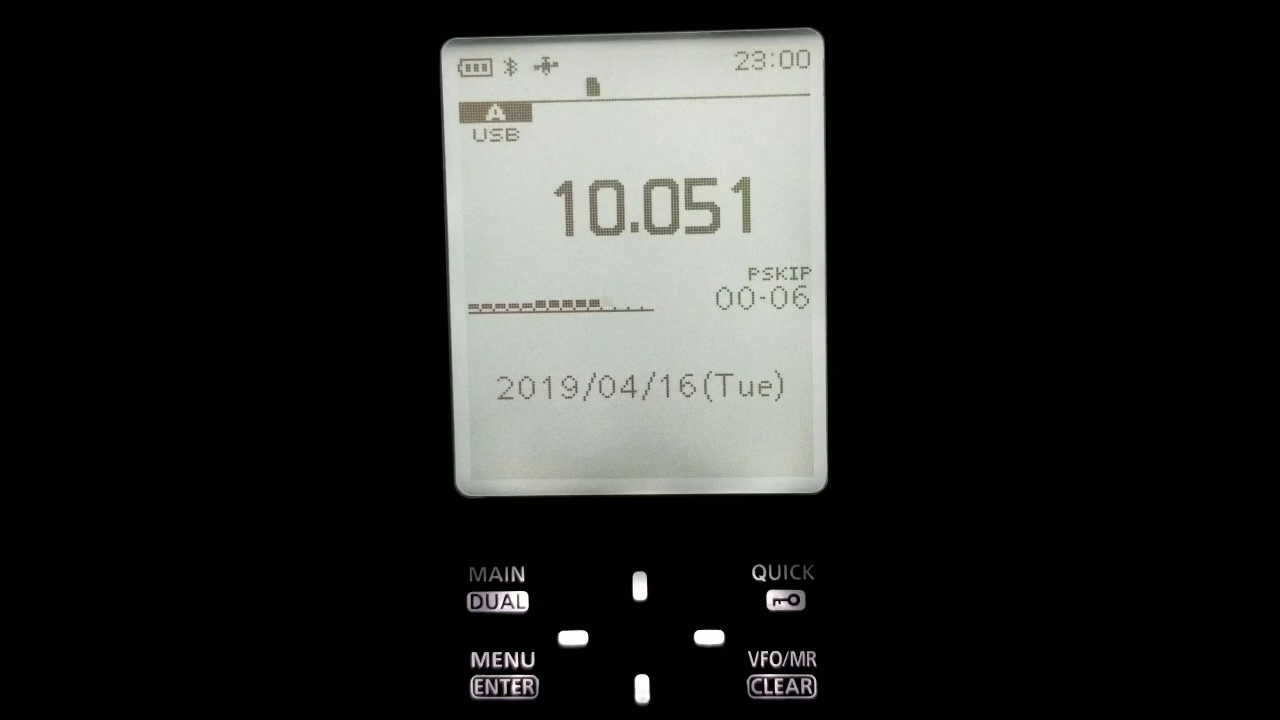 23:00
A
USB
10.051
PSKIP
00-06
2019/04/16(Tue)
MAIN QUICK
DUAL
MENU VFO/MR
ENTER CLEAR